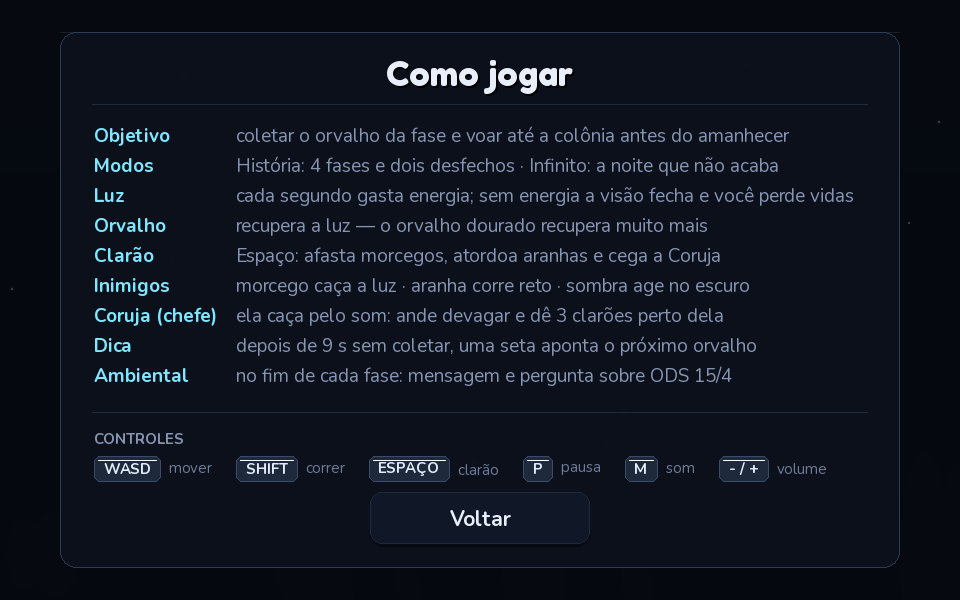 Como jogar
Objetivo coletar o orvalho da fase e voar até a colônia antes do amanhecer
Modos História: 4 fases e dois desfechos · Infinito: a noite que não acaba
Luz cada segundo gasta energia; sem energia a visão fecha e você perde vidas
Orvalho recupera a luz — o orvalho dourado recupera muito mais
Clarão Espaço: afasta morcegos, atordoa aranhas e cega a Coruja
Inimigos morcego caça a luz · aranha corre reto · sombra age no escuro
Coruja (chefe) ela caça pelo som: ande devagar e dê 3 clarões perto dela
Dica depois de 9 s sem coletar, uma seta aponta o próximo orvalho
Ambiental no fim de cada fase: mensagem e pergunta sobre ODS 15/4
CONTROLES
WASD mover SHIFT correr ESPAÇO clarão P pausa M som - / + volume
Voltar